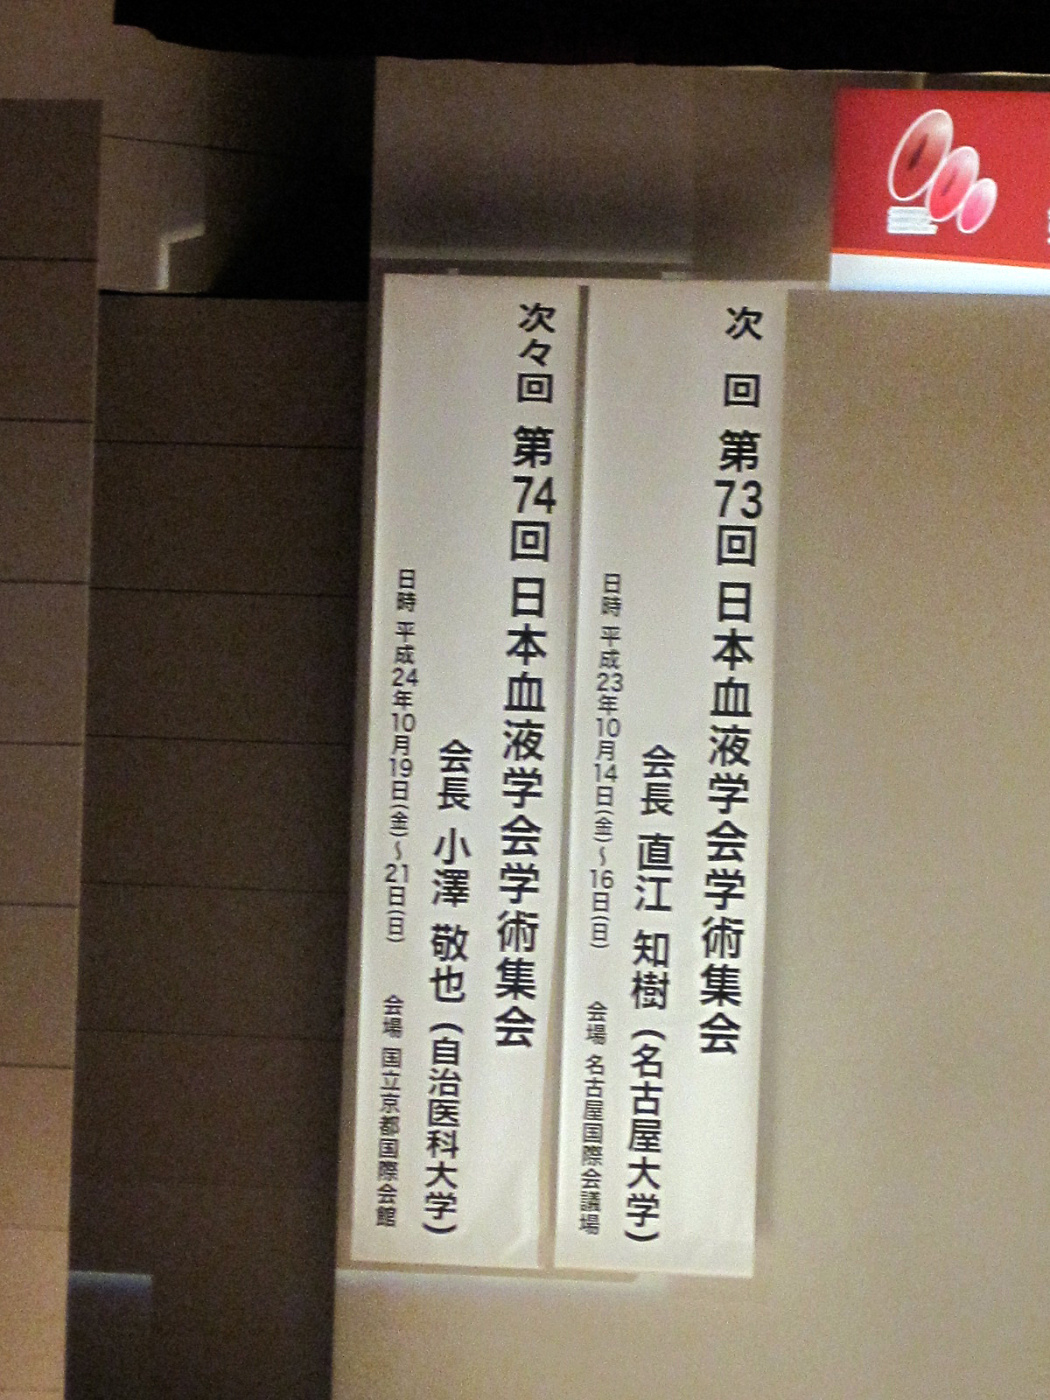 次回 第73回 日本血液学会学術集会
会長 直江 知樹 (名古屋大学)
日時 平成23年10月14日(金)~16日(日) 会場 名古屋国際会議場
次々回 第74回 日本血液学会学術集会
会長 小澤 敬也 (自治医科大学)
日時 平成24年10月19日(金)~21日(日) 会場 国立京都国際会館